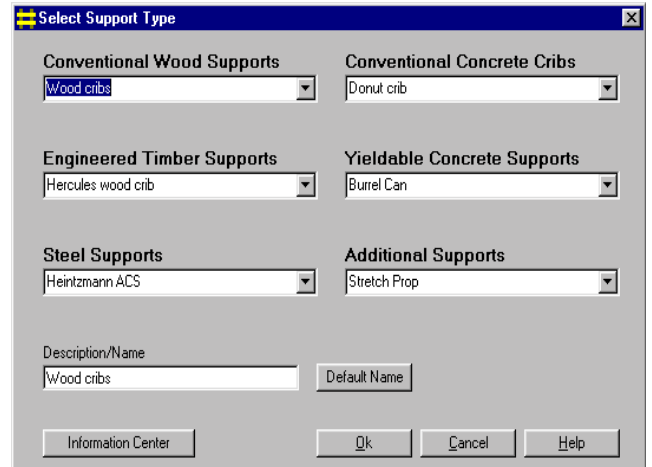 Select Support Type
Conventional Wood Supports
Wood cribs
Conventional Concrete Cribs
Donut crib
Engineered Timber Supports
Hercules wood crib
Yieldable Concrete Supports
Burrel Can
Steel Supports
Heintzmann ACS
Additional Supports
Stretch Prop
Description/Name
Wood cribs
Default Name
Information Center
Ok
Cancel
Help